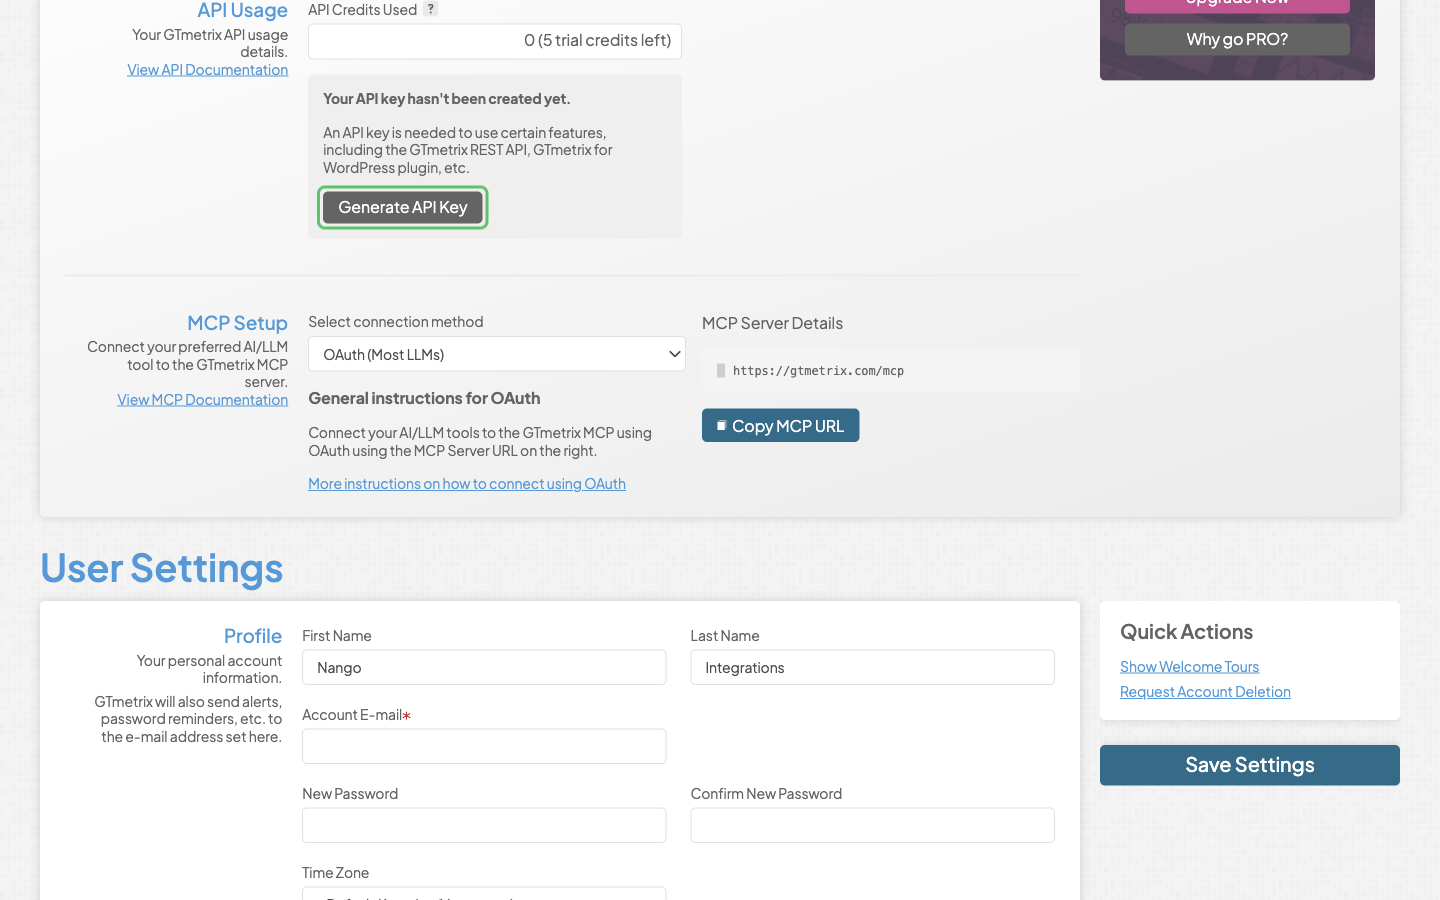 Upgrade Now
Why go PRO?
API Usage
Your GTmetrix API usage
details.
View API Documentation
API Credits Used ?
0 (5 trial credits left)
Your API key hasn't been created yet.
An API key is needed to use certain features,
including the GTmetrix REST API, GTmetrix for
WordPress plugin, etc.
Generate API Key
MCP Setup
Connect your preferred AI/LLM
tool to the GTmetrix MCP
server.
View MCP Documentation
Select connection method
OAuth (Most LLMs)
General instructions for OAuth
Connect your AI/LLM tools to the GTmetrix MCP using
OAuth using the MCP Server URL on the right.
More instructions on how to connect using OAuth
MCP Server Details
https://gtmetrix.com/mcp
Copy MCP URL
User Settings
Profile
Your personal account
information.
GTmetrix will also send alerts,
password reminders, etc. to
the e-mail address set here.
First Name
Nango
Last Name
Integrations
Account E-mail*
New Password
Confirm New Password
Time Zone
Quick Actions
Show Welcome Tours
Request Account Deletion
Save Settings